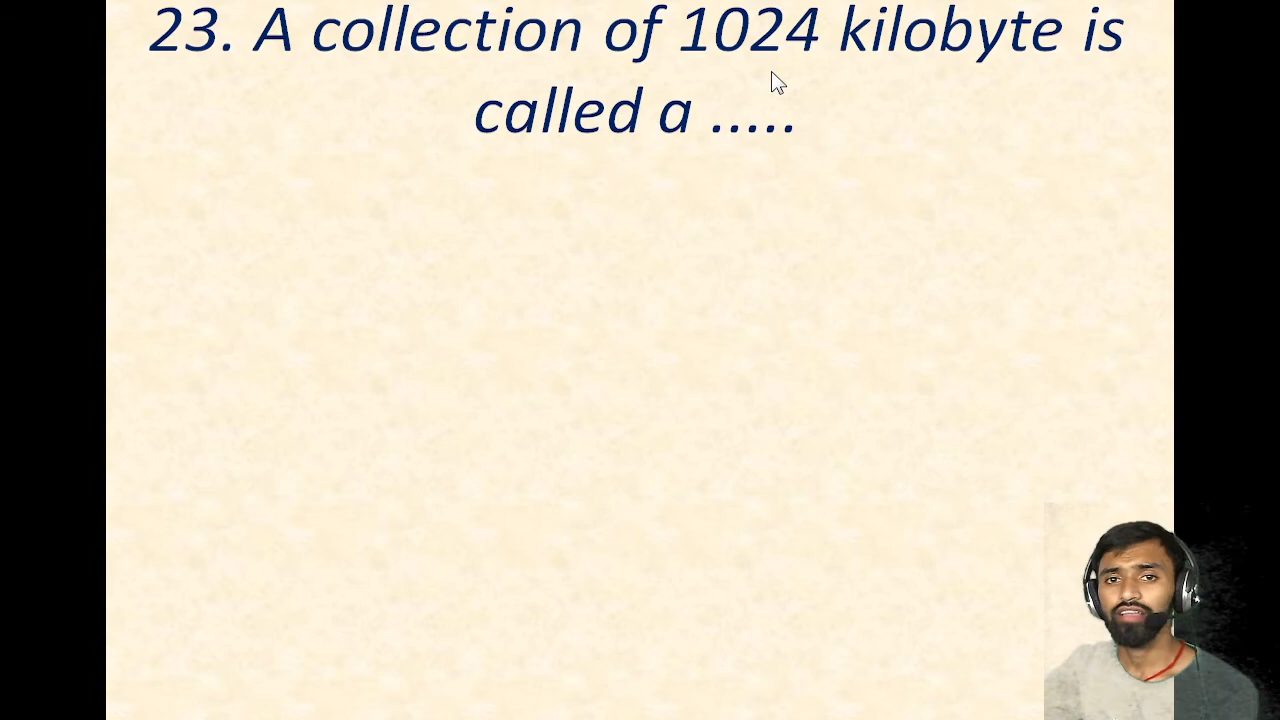 23. A collection of 1024 kilobyte is
called a .....